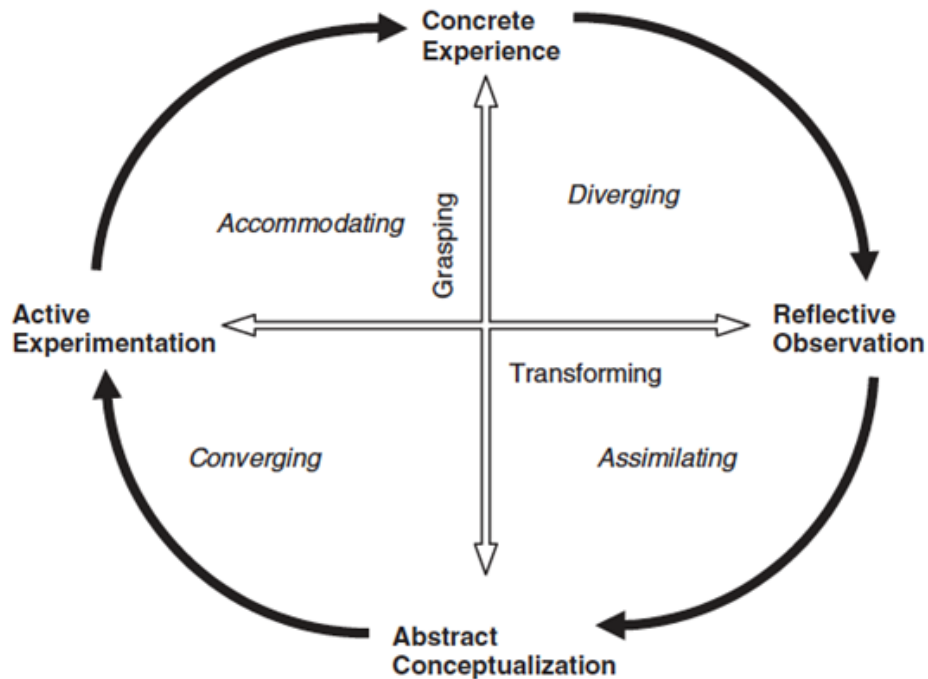 Concrete
Experience
Diverging
Accommodating
Grasping
Active
Experimentation
Reflective
Observation
Transforming
Converging
Assimilating
Abstract
Conceptualization